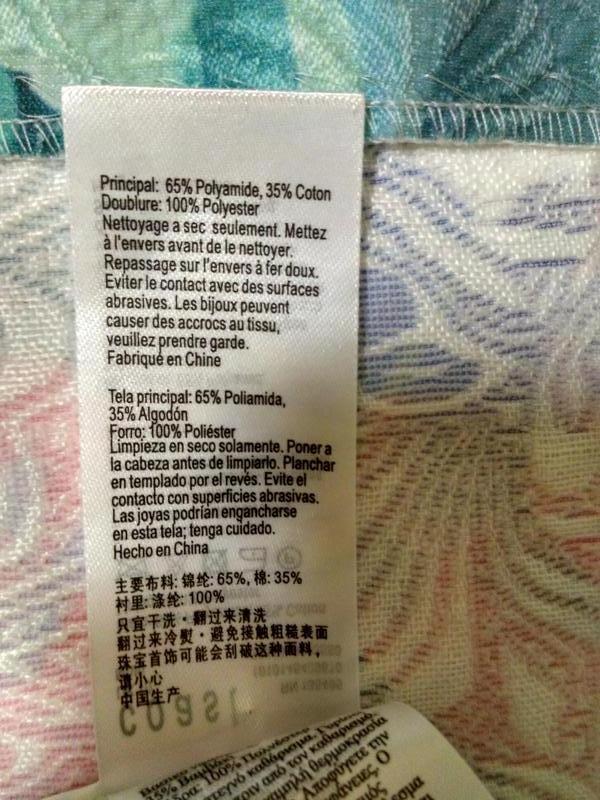 Principal: 65% Polyamide, 35% Coton
Doublure: 100% Polyester
Nettoyage a sec seulement. Mettez
à l'envers avant de le nettoyer.
Repassage sur l'envers à fer doux.
Eviter le contact avec des surfaces
abrasives. Les bijoux peuvent
causer des accrocs au tissu,
veuillez prendre garde.
Fabriqué en Chine
Tela principal: 65% Poliamida,
35% Algodón
Forro: 100% Poliéster
Limpieza en seco solamente. Poner a
la cabeza antes de limpiarlo. Planchar
en templado por el revés. Evite el
contacto con superficies abrasivas.
Las joyas podrían engancharse
en esta tela; tenga cuidado.
Hecho en China
主要布料: 锦纶: 65%, 棉: 35%
衬里: 涤纶: 100%
只宜干洗・翻过来清洗
翻过来冷熨・避免接触粗糙表面
珠宝首饰可能会刮破这种面料,
请小心
中国生产
coast